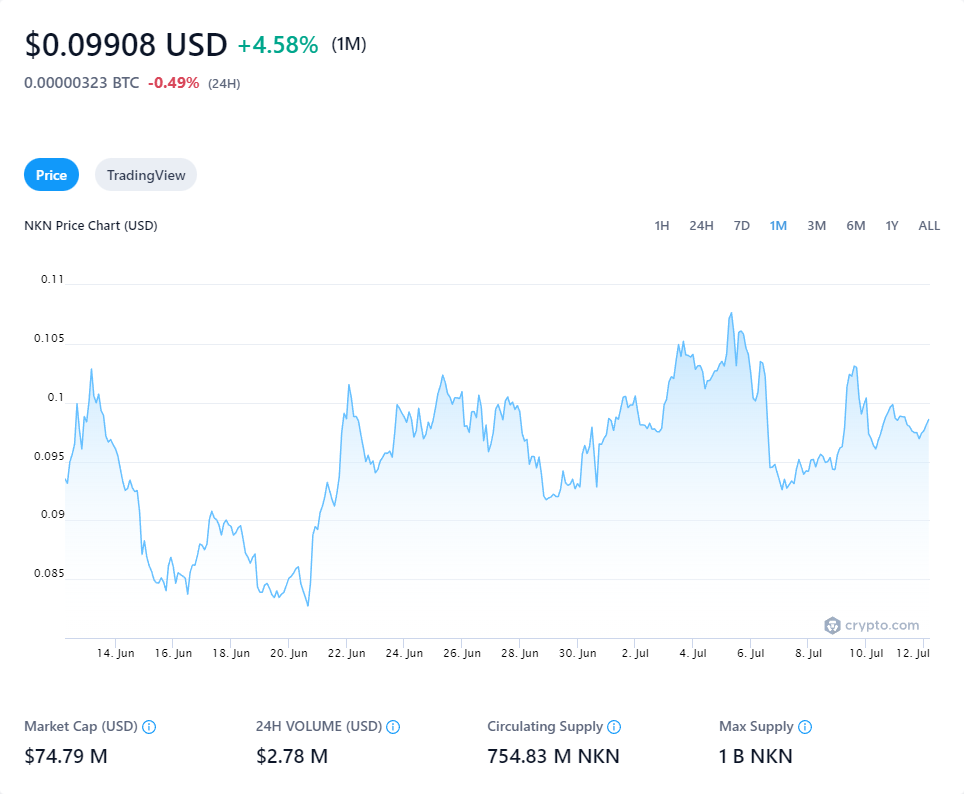 $0.09908 USD +4.58% (1M)
0.00000323 BTC -0.49% (24H)
Price TradingView
NKN Price Chart (USD) 1H 24H 7D 1M 3M 6M 1Y ALL
0.11
0.105
0.1
0.095
0.09
0.085
crypto.com
14. Jun 16. Jun 18. Jun 20. Jun 22. Jun 24. Jun 26. Jun 28. Jun 30. Jun 2. Jul 4. Jul 6. Jul 8. Jul 10. Jul 12. Jul
Market Cap (USD) 24H VOLUME (USD) Circulating Supply Max Supply
$74.79 M $2.78 M 754.83 M NKN 1 B NKN